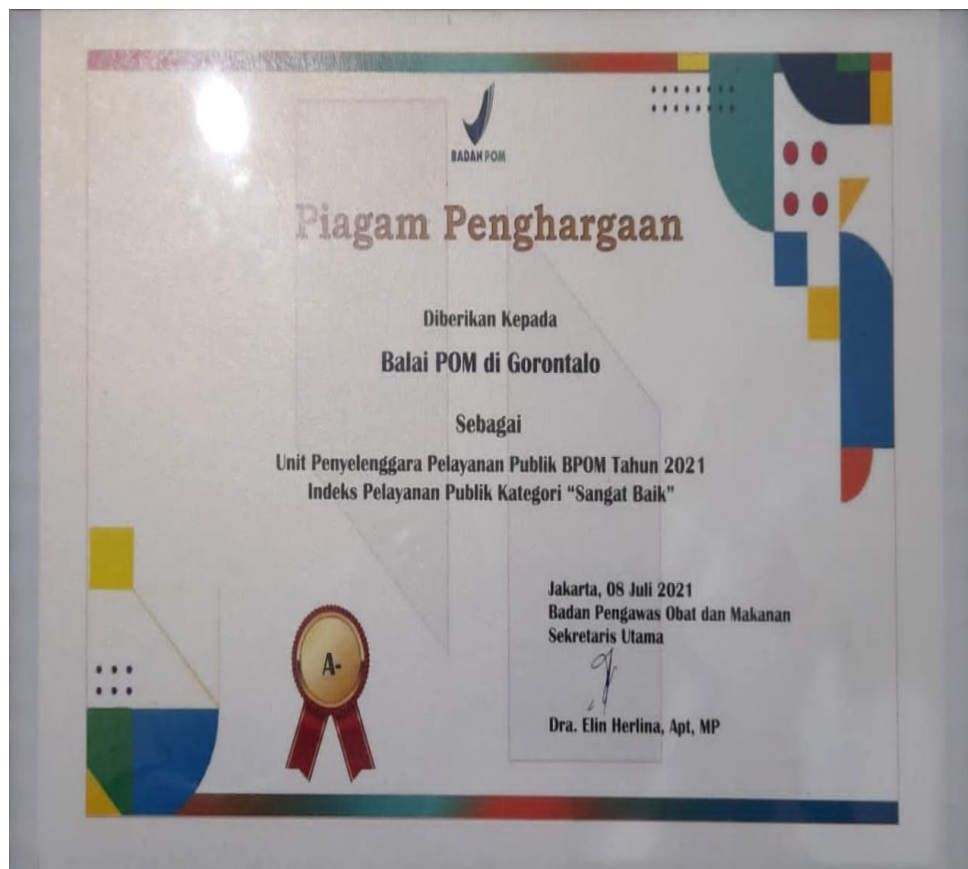 BADAN POM
Piagam Penghargaan
Diberikan Kepada
Balai POM di Gorontalo
Sebagai
Unit Penyelenggara Pelayanan Publik BPOM Tahun 2021
Indeks Pelayanan Publik Kategori “Sangat Baik”
Jakarta, 08 Juli 2021
Badan Pengawas Obat dan Makanan
Sekretaris Utama
Dra. Elin Herlina, Apt, MP
A-